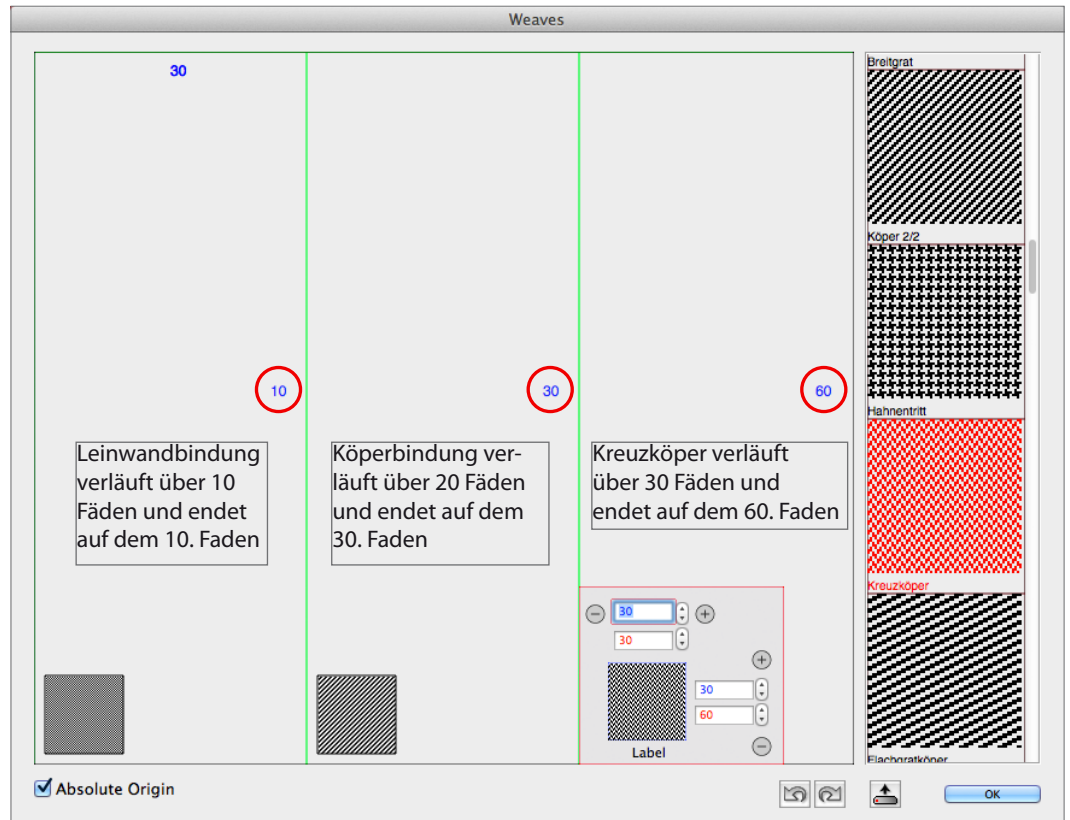 Weaves
30
10
30
60
Leinwandbindung
verläuft über 10
Fäden und endet
auf dem 10. Faden
Köperbindung ver-
läuft über 20 Fäden
und endet auf dem
30. Faden
Kreuzköper verläuft
über 30 Fäden und
endet auf dem 60. Faden
30
30
30
60
Label
Breitgrat
Köper 2/2
Hahnentritt
Kreuzköper
Flachgratköper
Absolute Origin
OK